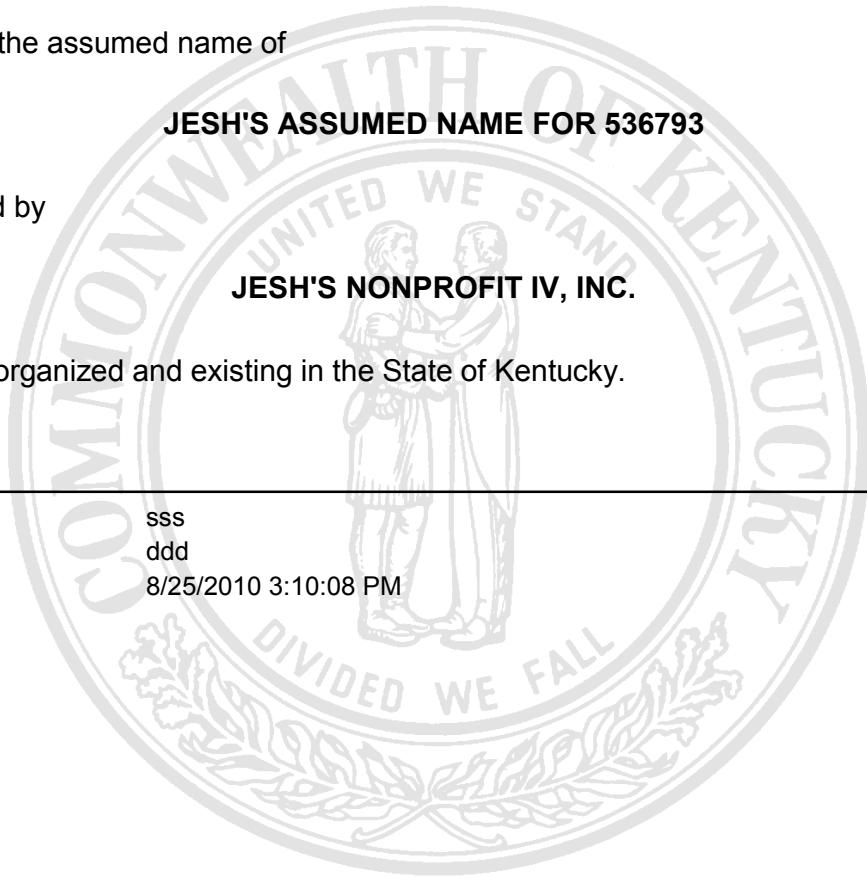 the assumed name of
JESH'S ASSUMED NAME FOR 536793
d by
JESH'S NONPROFIT IV, INC.
organized and existing in the State of Kentucky.
sss
ddd
8/25/2010 3:10:08 PM
COMMONWEALTH OF KENTUCKY
UNITED WE STAND
DIVIDED WE FALL